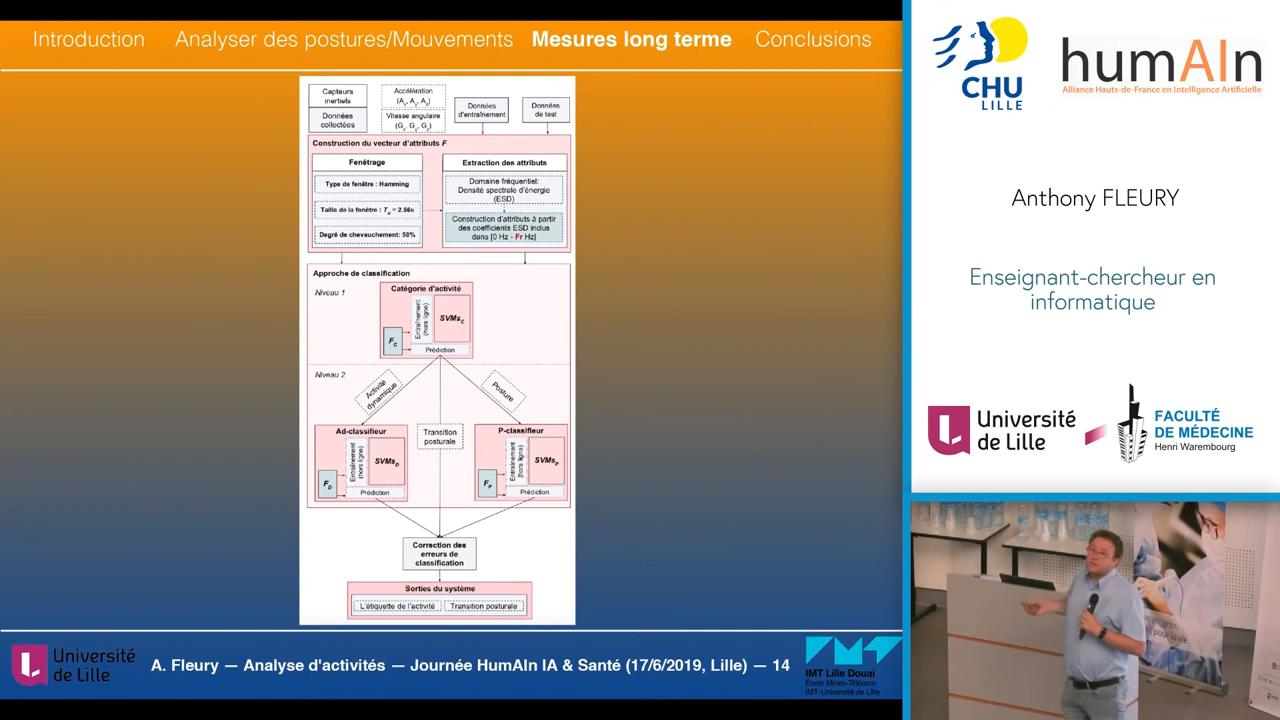 Introduction Analyser des postures/Mouvements Mesures long terme Conclusions
Capteurs
inertiels
Données
collectées
Accélération
(Ax, Ay, Az)
Vitesse angulaire
(Gx, Gy, Gz)
Données
d'entraînement
Données
de test
Construction du vecteur d'attributs F
Fenêtrage
Type de fenêtre : Hamming
Taille de la fenêtre : Tw = 2.56s
Degré de chevauchement: 50%
Extraction des attributs
Domaine fréquentiel:
Densité spectrale d'énergie
(ESD)
Construction d'attributs à partir
des coefficients ESD inclus
dans [0 Hz - Fr Hz]
Approche de classification
Niveau 1
Catégorie d'activité
Entraînement
(hors ligne)
SVMsC
FC
Prédiction
Niveau 2
Activité
dynamique
Posture
Transition
posturale
Ad-classifieur
Entraînement
(hors ligne)
SVMsD
FD
Prédiction
P-classifieur
Entraînement
(hors ligne)
SVMsP
FP
Prédiction
Correction des
erreurs de
classification
Sorties du système
L'étiquette de l'activité
Transition posturale
Université
de Lille
A. Fleury — Analyse d'activités — Journée HumAIn IA & Santé (17/6/2019, Lille) — 14
IMT Lille Douai
École Mines-Télécom
IMT-Université de Lille
CHU
LILLE
humAIn
Alliance Hauts-de-France en Intelligence Artificielle
Anthony FLEURY
Enseignant-chercheur en
informatique
Université
de Lille
FACULTÉ
DE MÉDECINE
Henri Warembourg